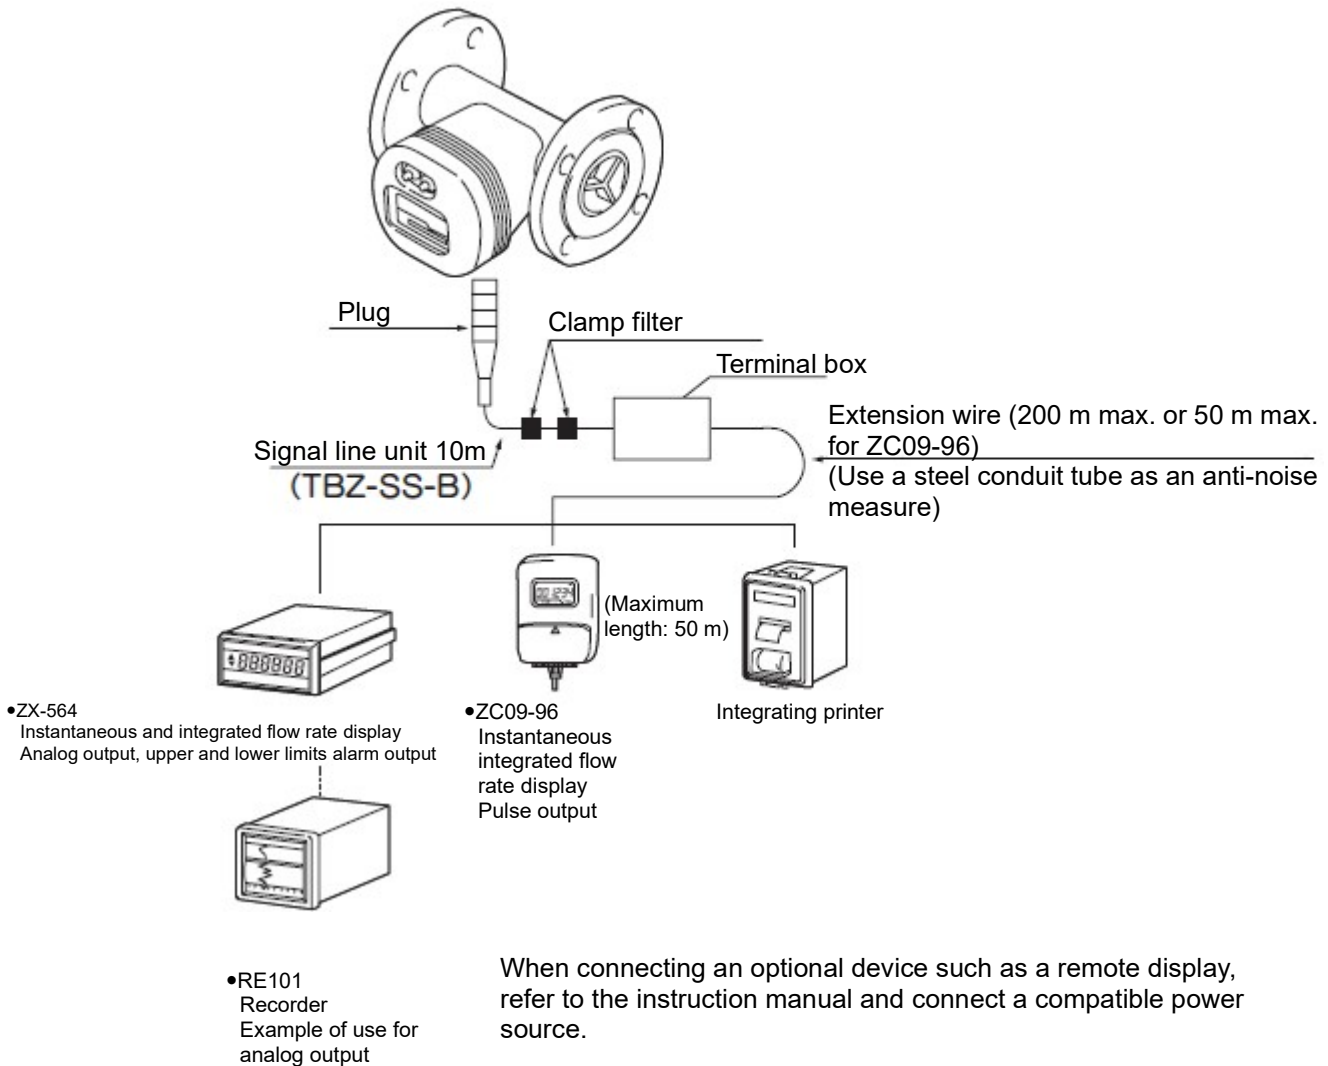 Plug
Clamp filter
Terminal box
Extension wire (200 m max. or 50 m max.
for ZC09-96)
(Use a steel conduit tube as an anti-noise
measure)
Signal line unit 10m
(TBZ-SS-B)
(Maximum
length: 50 m)
●ZX-564
Instantaneous and integrated flow rate display
Analog output, upper and lower limits alarm output
●ZC09-96
Instantaneous
integrated flow
rate display
Pulse output
Integrating printer
●RE101
Recorder
Example of use for
analog output
When connecting an optional device such as a remote display,
refer to the instruction manual and connect a compatible power
source.